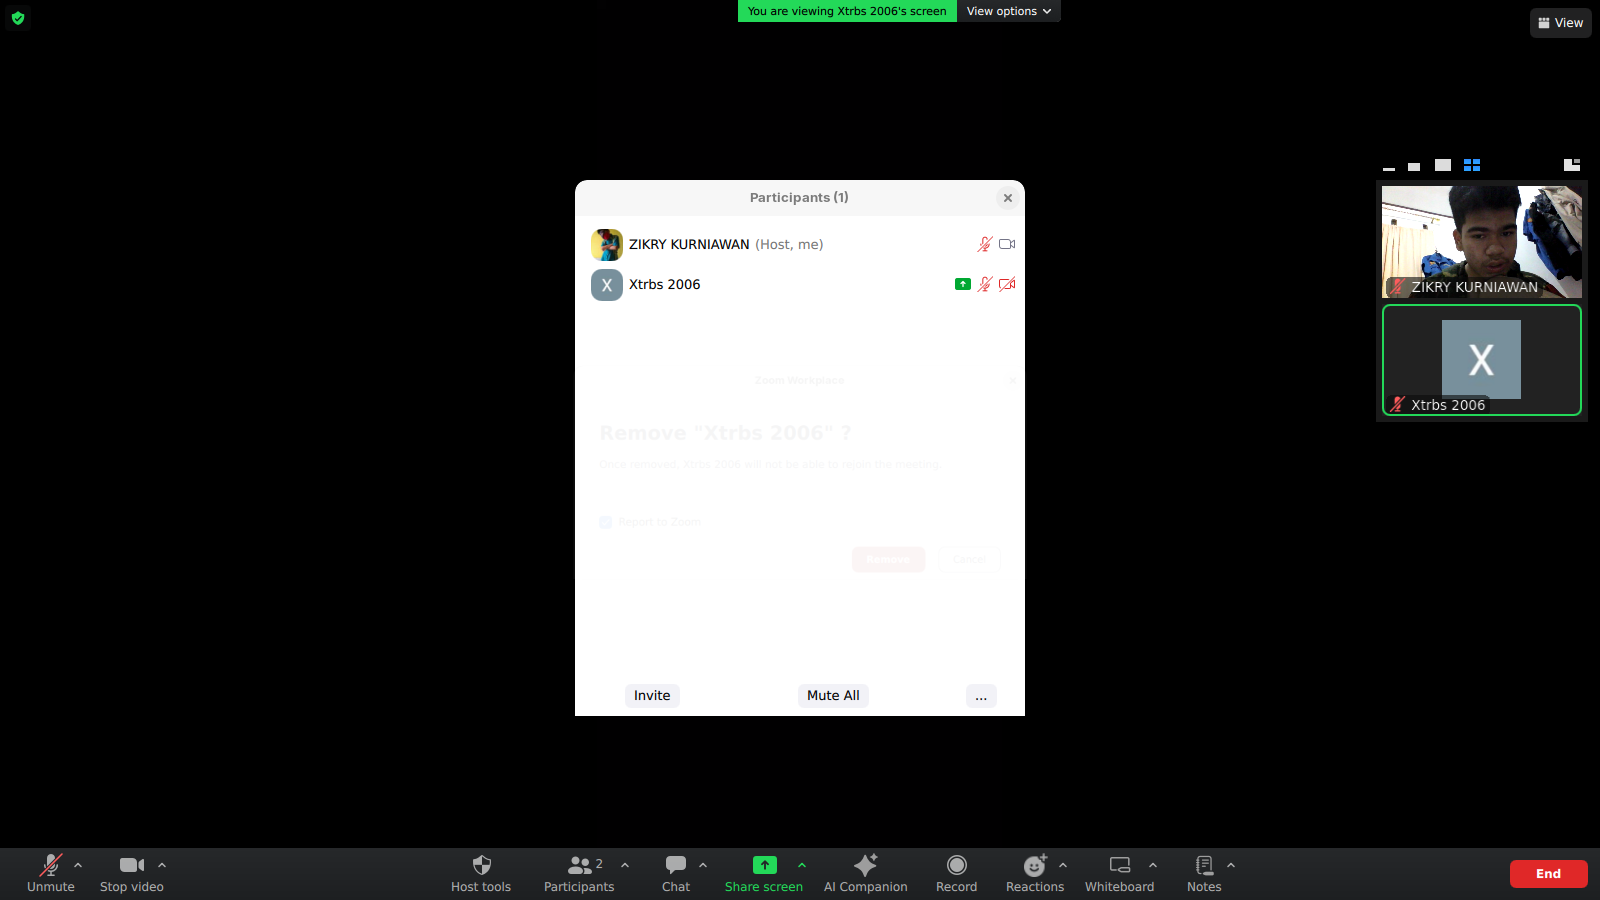 You are viewing Xtrbs 2006's screen View options
View
Participants (1)
ZIKRY KURNIAWAN (Host, me)
X Xtrbs 2006
Zoom Workplace
Remove "Xtrbs 2006" ?
Once removed, Xtrbs 2006 will not be able to rejoin the meeting.
Report to Zoom
Remove Cancel
Invite Mute All ...
ZIKRY KURNIAWAN
X
Xtrbs 2006
Unmute Stop video Host tools Participants 2 Chat Share screen AI Companion Record Reactions Whiteboard Notes End